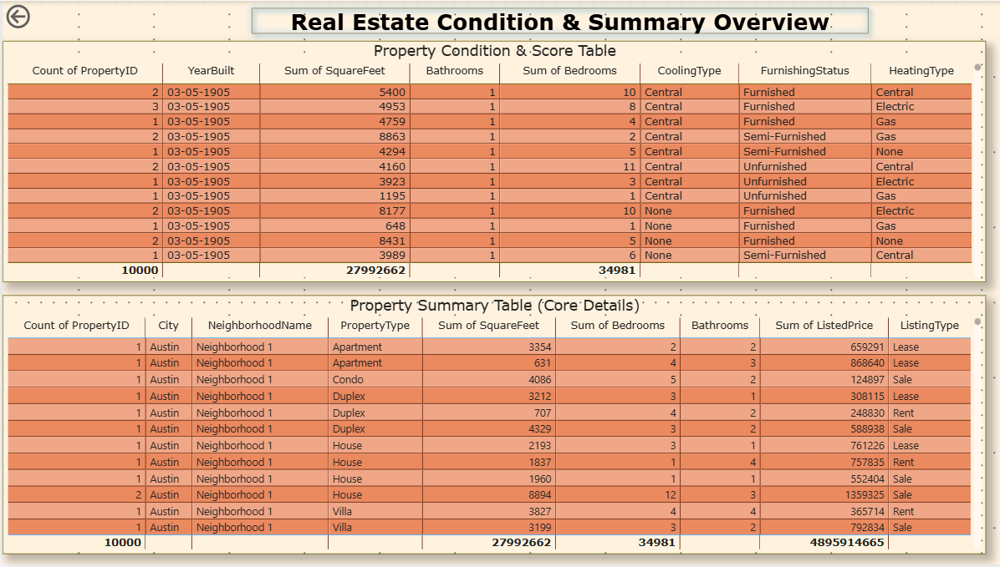 Real Estate Condition & Summary Overview
Property Condition & Score Table
Count of PropertyID YearBuilt Sum of SquareFeet Bathrooms Sum of Bedrooms CoolingType FurnishingStatus HeatingType
2 03-05-1905 5400 1 10 Central Furnished Central
3 03-05-1905 4953 1 8 Central Furnished Electric
1 03-05-1905 4759 1 4 Central Furnished Gas
2 03-05-1905 8863 1 2 Central Semi-Furnished Gas
1 03-05-1905 4294 1 5 Central Semi-Furnished None
2 03-05-1905 4160 1 11 Central Unfurnished Central
1 03-05-1905 3923 1 3 Central Unfurnished Electric
1 03-05-1905 1195 1 1 Central Unfurnished Gas
2 03-05-1905 8177 1 10 None Furnished Electric
1 03-05-1905 648 1 1 None Furnished Gas
2 03-05-1905 8431 1 5 None Furnished None
1 03-05-1905 3989 1 6 None Semi-Furnished Central
10000 27992662 34981
Property Summary Table (Core Details)
Count of PropertyID City NeighborhoodName PropertyType Sum of SquareFeet Sum of Bedrooms Bathrooms Sum of ListedPrice ListingType
1 Austin Neighborhood 1 Apartment 3354 2 2 659291 Lease
1 Austin Neighborhood 1 Apartment 631 4 3 868640 Lease
1 Austin Neighborhood 1 Condo 4086 5 2 124897 Sale
1 Austin Neighborhood 1 Duplex 3212 3 1 308115 Lease
1 Austin Neighborhood 1 Duplex 707 4 2 248830 Rent
1 Austin Neighborhood 1 Duplex 4329 3 2 588938 Sale
1 Austin Neighborhood 1 House 2193 3 1 761226 Lease
1 Austin Neighborhood 1 House 1837 1 4 757835 Rent
1 Austin Neighborhood 1 House 1960 1 1 552404 Sale
2 Austin Neighborhood 1 House 8894 12 3 1359325 Sale
1 Austin Neighborhood 1 Villa 3827 4 4 365714 Rent
1 Austin Neighborhood 1 Villa 3199 3 2 792834 Sale
10000 27992662 34981 4895914665